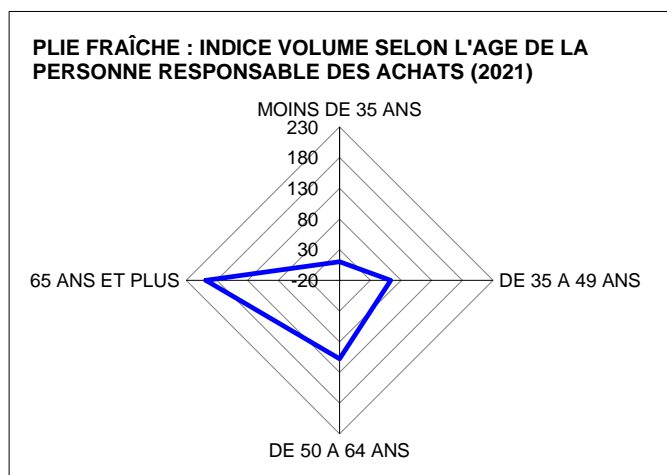 PLIE FRAÎCHE : INDICE VOLUME SELON L'AGE DE LA
PERSONNE RESPONSABLE DES ACHATS (2021)
MOINS DE 35 ANS
230
180
130
80
30
-20
65 ANS ET PLUS
DE 35 A 49 ANS
DE 50 A 64 ANS